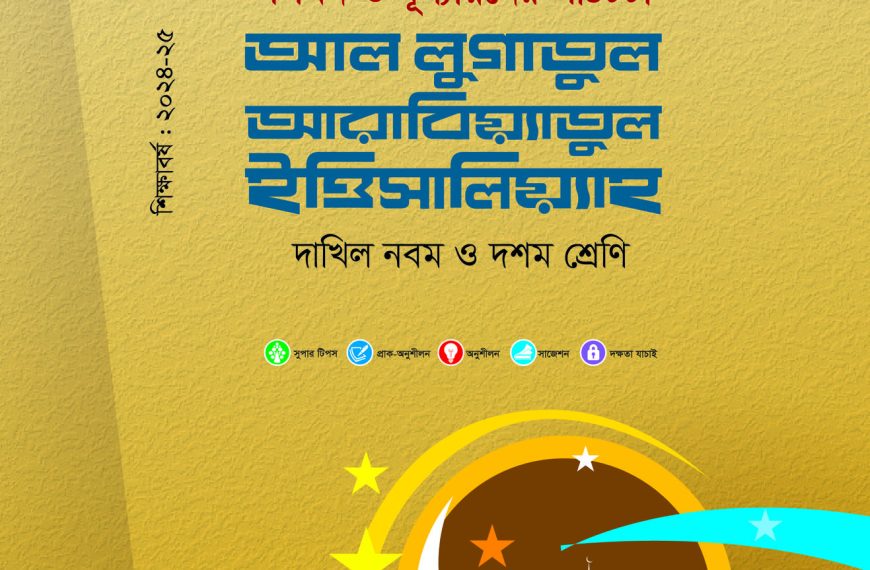 আল লুগাতুল
আরাবিয়্যাতুল
ইত্তিসালিয়্যাহ
দাখিল নবম ও দশম শ্রেণি
শিক্ষাবর্ষ : ২০২৪-২৫
সুপার টিপস প্রাক-অনুশীলন অনুশীলন সাজেশন দক্ষতা যাচাই